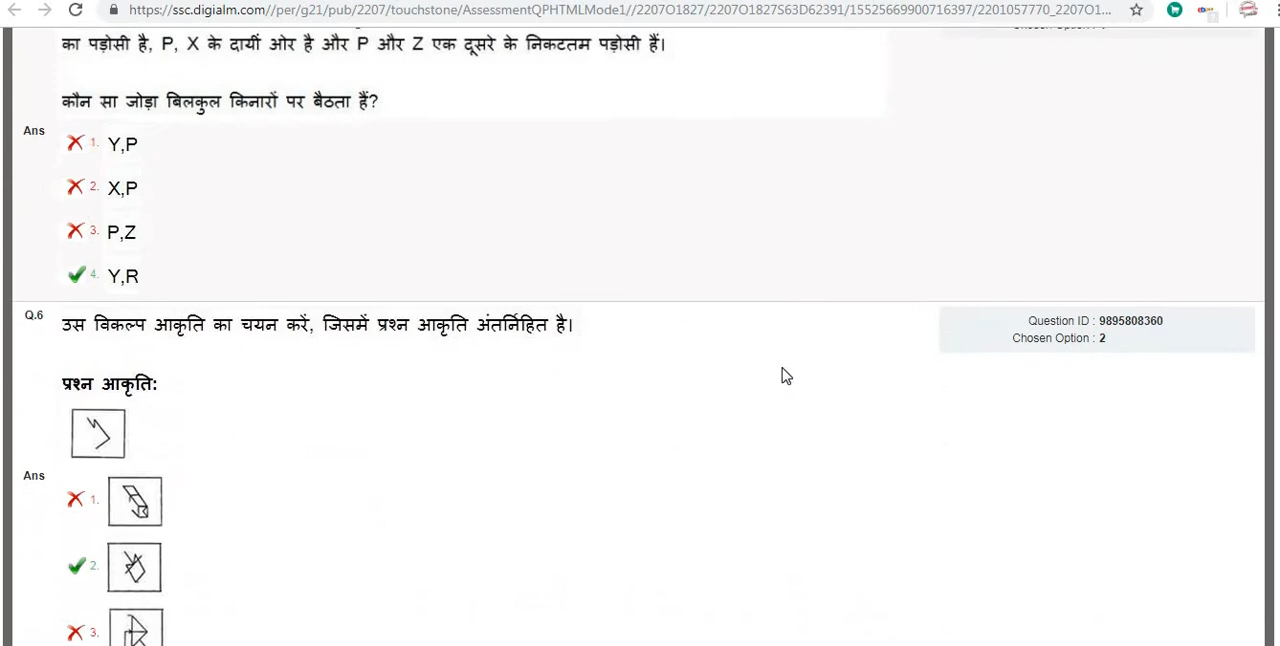 https://ssc.digialm.com//per/g21/pub/2207/touchstone/AssessmentQPHTMLMode1//2207O1827/2207O1827S63D62391/15525669900716397/2201057770_2207O1...
का पड़ोसी है, P, X के दायीं ओर है और P और Z एक दूसरे के निकटतम पड़ोसी हैं।
कौन सा जोड़ा बिलकुल किनारों पर बैठता हैं?
Ans
1. Y,P
2. X,P
3. P,Z
4. Y,R
Q.6 उस विकल्प आकृति का चयन करें, जिसमें प्रश्न आकृति अंतर्निहित है।
Question ID : 9895808360
Chosen Option : 2
प्रश्न आकृति:
Ans
1.
2.
3.